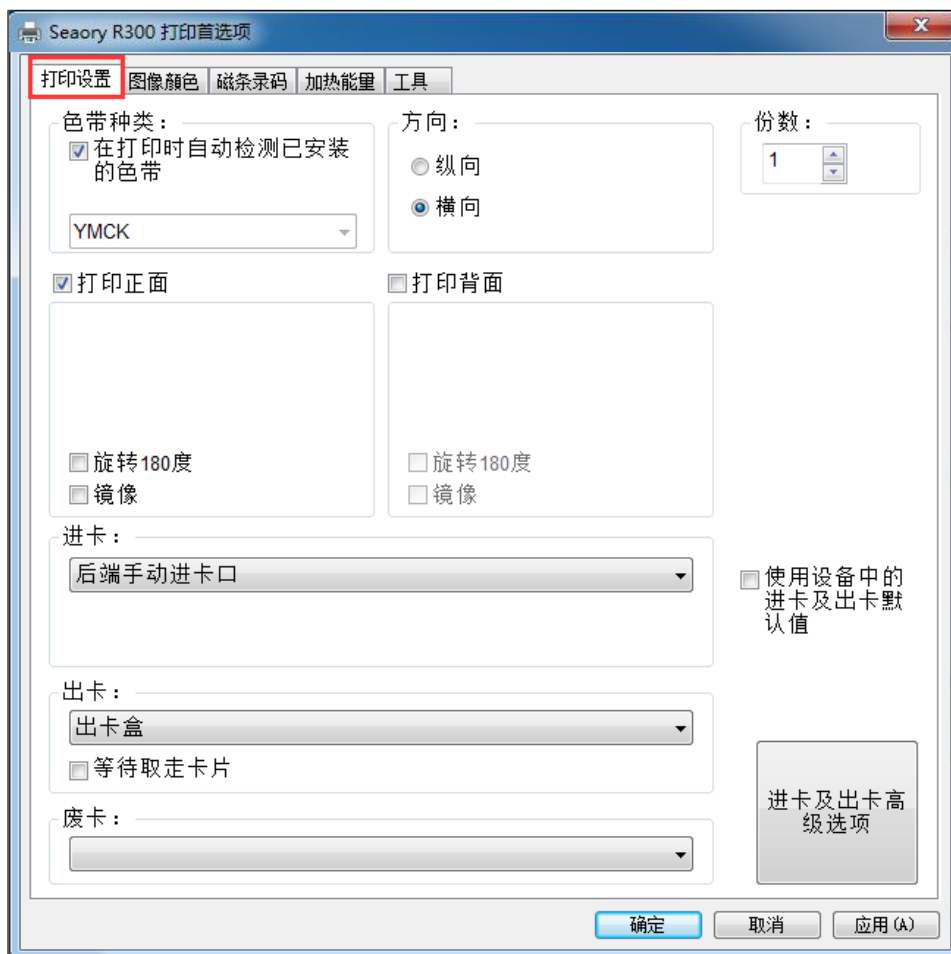 Seaory R300 打印首选项
打印设置
图像顏色
磁条录码
加热能量
工具
色带种类：
在打印时自动检测已安装
的色带
YMCK
方向：
纵向
横向
份数：
1
打印正面
旋转180度
镜像
打印背面
旋转180度
镜像
进卡：
后端手动进卡口
使用设备中的
进卡及出卡默
认值
出卡：
出卡盒
等待取走卡片
废卡：
进卡及出卡高
级选项
确定
取消
应用(A)